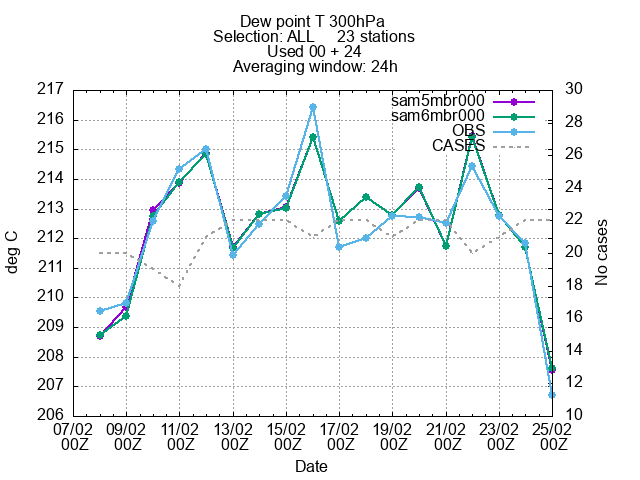 Dew point T 300hPa
Selection: ALL 23 stations
Used 00 + 24
Averaging window: 24h
217
216
215
214
213
212
211
210
209
208
207
206
deg C
30
28
26
24
22
20
18
16
14
12
10
No cases
sam5mbr000
sam6mbr000
OBS
CASES
07/02 09/02 11/02 13/02 15/02 17/02 19/02 21/02 23/02 25/02
00Z 00Z 00Z 00Z 00Z 00Z 00Z 00Z 00Z 00Z
Date